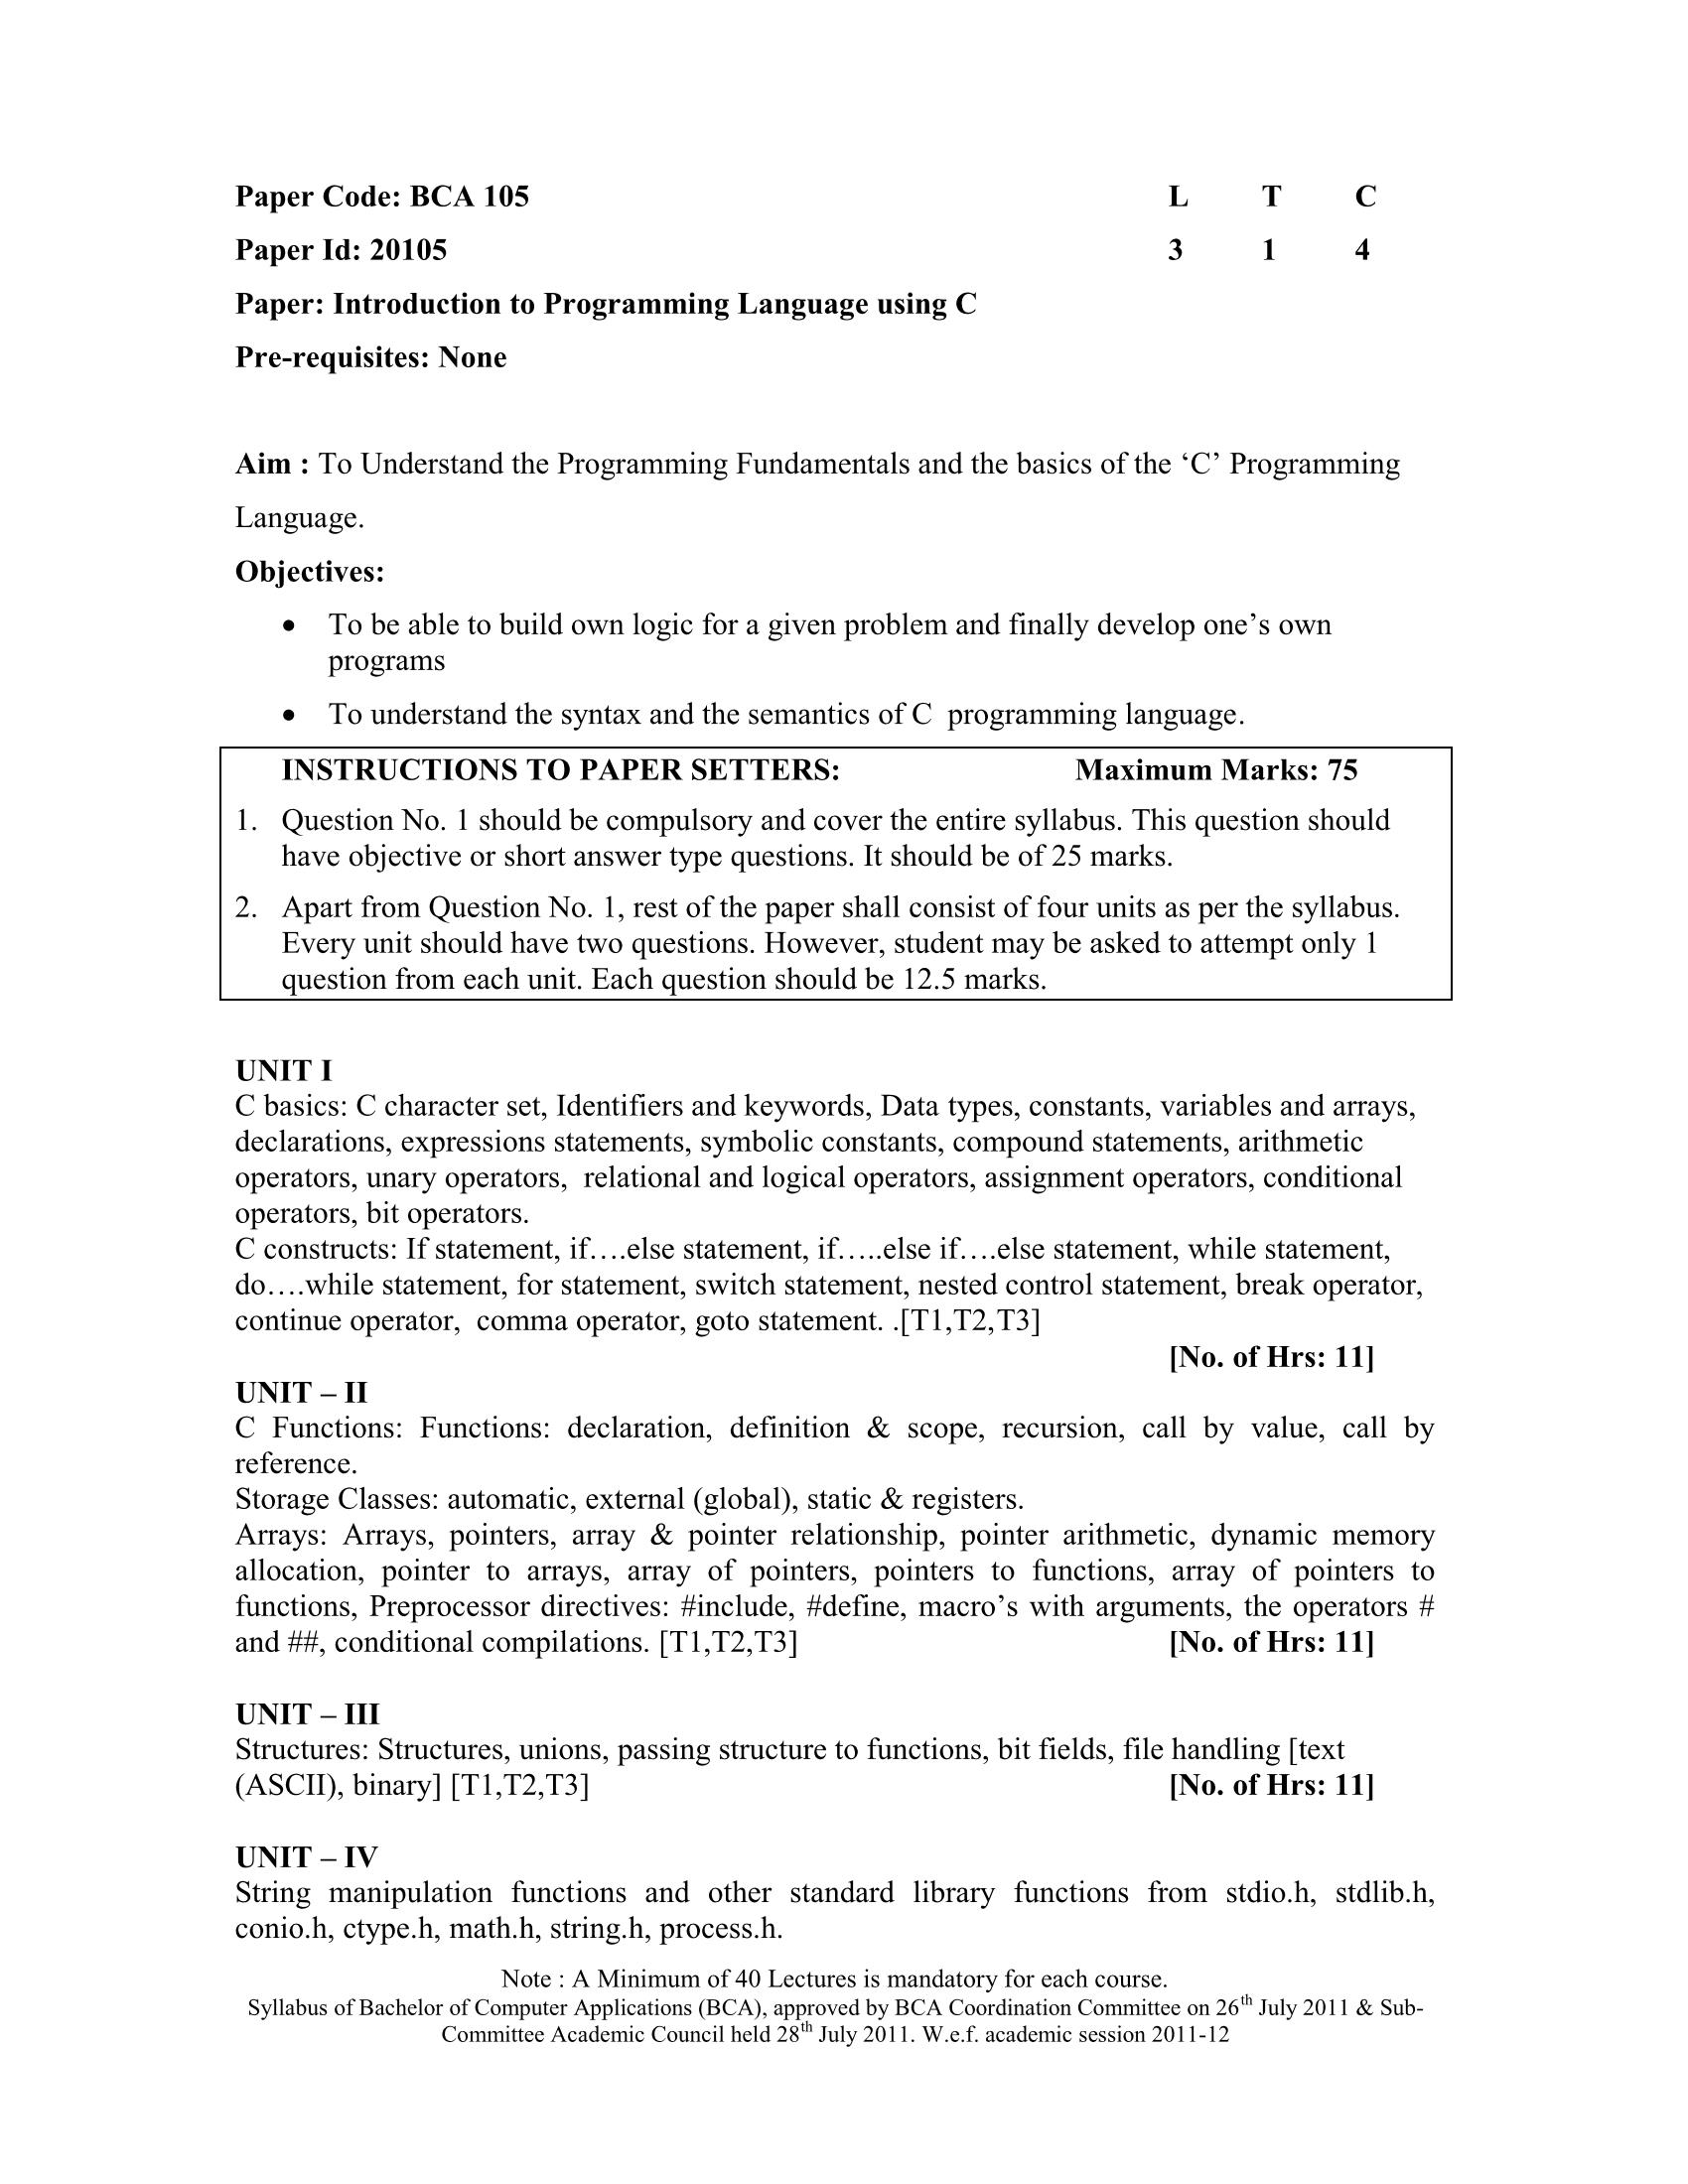 Paper Code: BCA 105 L T C
Paper Id: 20105 3 1 4
Paper: Introduction to Programming Language using C
Pre-requisites: None
Aim : To Understand the Programming Fundamentals and the basics of the ‘C’ Programming
Language.
Objectives:
• To be able to build own logic for a given problem and finally develop one’s own
programs
• To understand the syntax and the semantics of C programming language.
INSTRUCTIONS TO PAPER SETTERS: Maximum Marks: 75
1. Question No. 1 should be compulsory and cover the entire syllabus. This question should
have objective or short answer type questions. It should be of 25 marks.
2. Apart from Question No. 1, rest of the paper shall consist of four units as per the syllabus.
Every unit should have two questions. However, student may be asked to attempt only 1
question from each unit. Each question should be 12.5 marks.
UNIT I
C basics: C character set, Identifiers and keywords, Data types, constants, variables and arrays,
declarations, expressions statements, symbolic constants, compound statements, arithmetic
operators, unary operators, relational and logical operators, assignment operators, conditional
operators, bit operators.
C constructs: If statement, if….else statement, if…..else if….else statement, while statement,
do….while statement, for statement, switch statement, nested control statement, break operator,
continue operator, comma operator, goto statement. .[T1,T2,T3]
[No. of Hrs: 11]
UNIT – II
C Functions: Functions: declaration, definition & scope, recursion, call by value, call by
reference.
Storage Classes: automatic, external (global), static & registers.
Arrays: Arrays, pointers, array & pointer relationship, pointer arithmetic, dynamic memory
allocation, pointer to arrays, array of pointers, pointers to functions, array of pointers to
functions, Preprocessor directives: #include, #define, macro’s with arguments, the operators #
and ##, conditional compilations. [T1,T2,T3] [No. of Hrs: 11]
UNIT – III
Structures: Structures, unions, passing structure to functions, bit fields, file handling [text
(ASCII), binary] [T1,T2,T3] [No. of Hrs: 11]
UNIT – IV
String manipulation functions and other standard library functions from stdio.h, stdlib.h,
conio.h, ctype.h, math.h, string.h, process.h.
Note : A Minimum of 40 Lectures is mandatory for each course.
Syllabus of Bachelor of Computer Applications (BCA), approved by BCA Coordination Committee on 26th July 2011 & Sub-
Committee Academic Council held 28th July 2011. W.e.f. academic session 2011-12